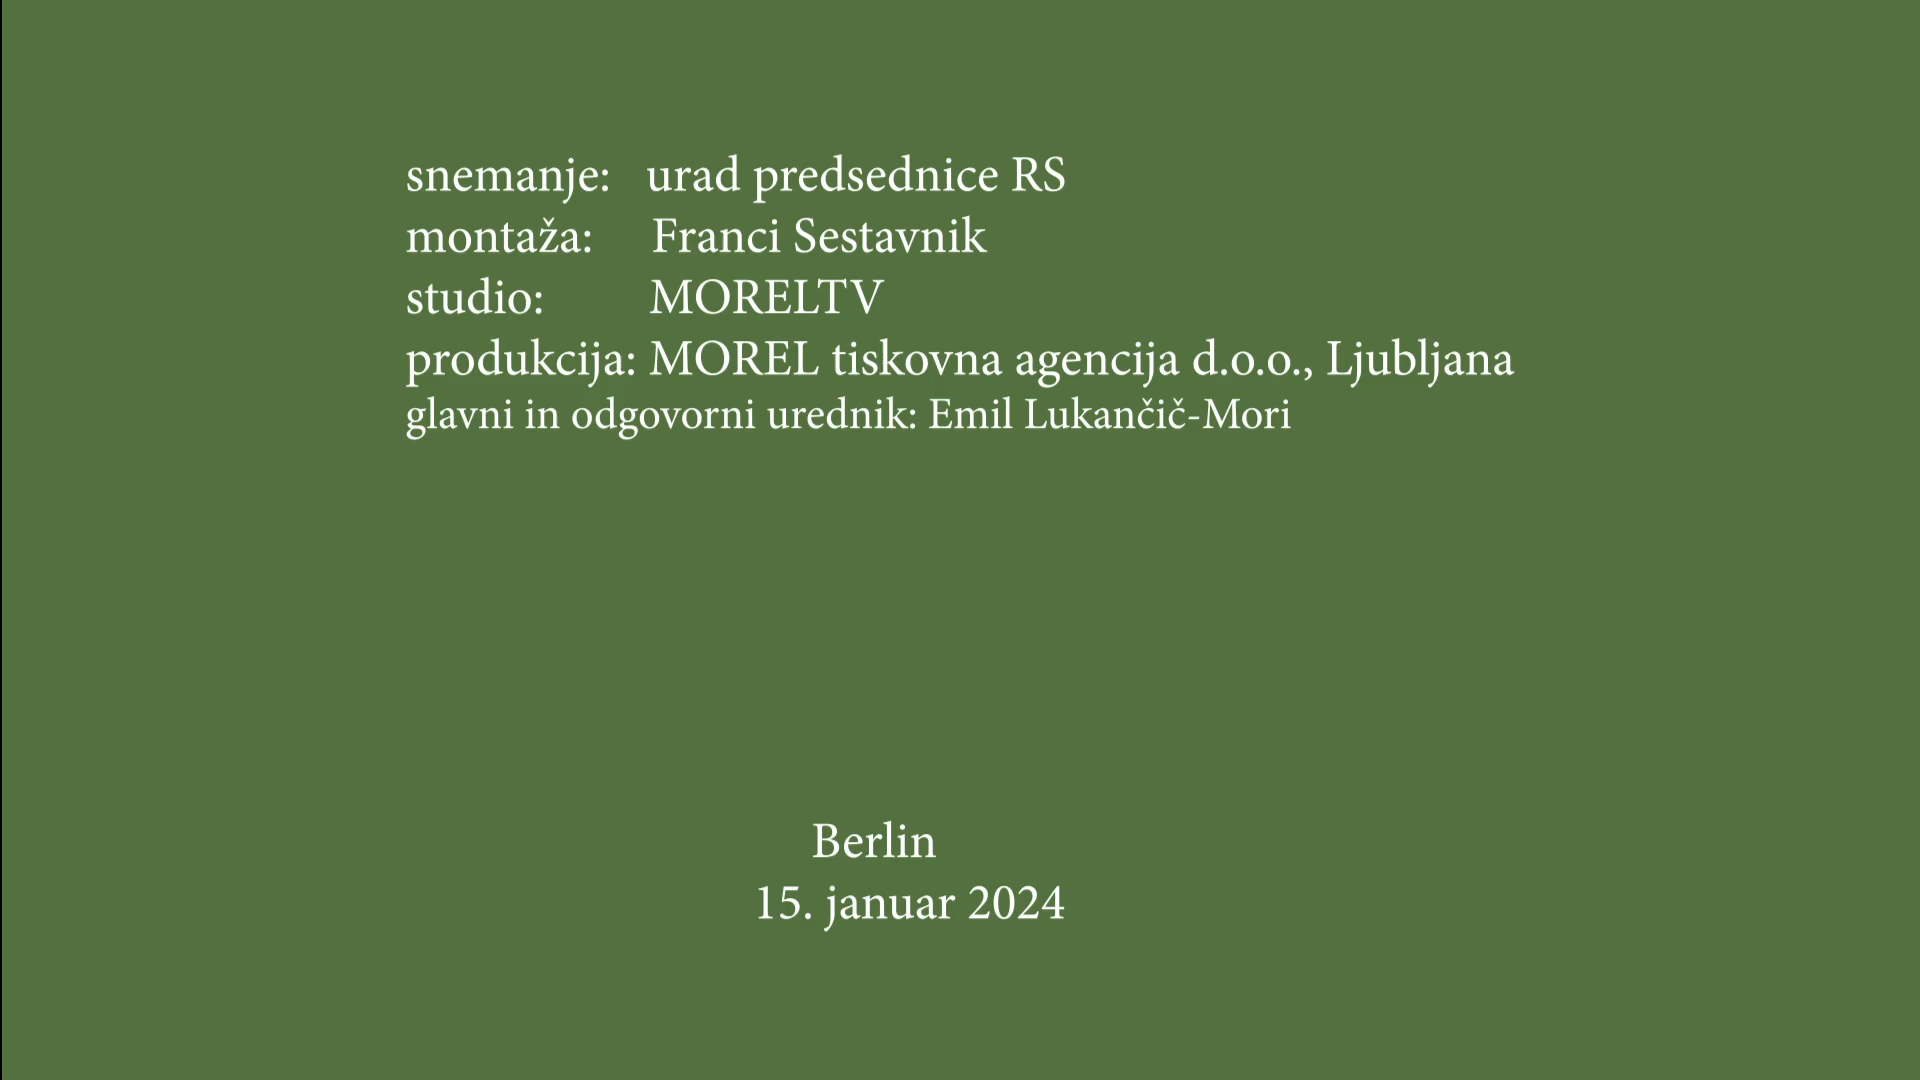 snemanje: urad predsednice RS
montaža: Franci Sestavnik
studio: MORELTV
produkcija: MOREL tiskovna agencija d.o.o., Ljubljana
glavni in odgovorni urednik: Emil Lukančič-Mori
Berlin
15. januar 2024